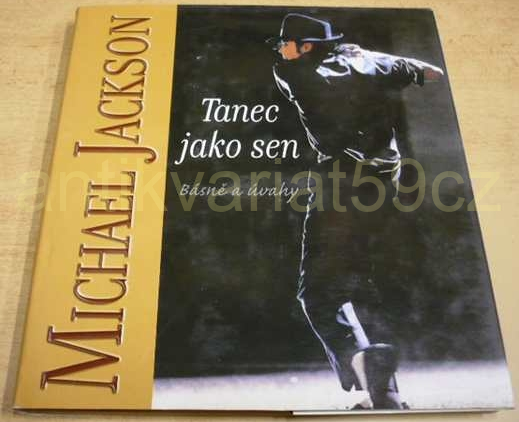 MICHAEL JACKSON
Tanec
jako sen
Básně a úvahy
antikvariat59cz